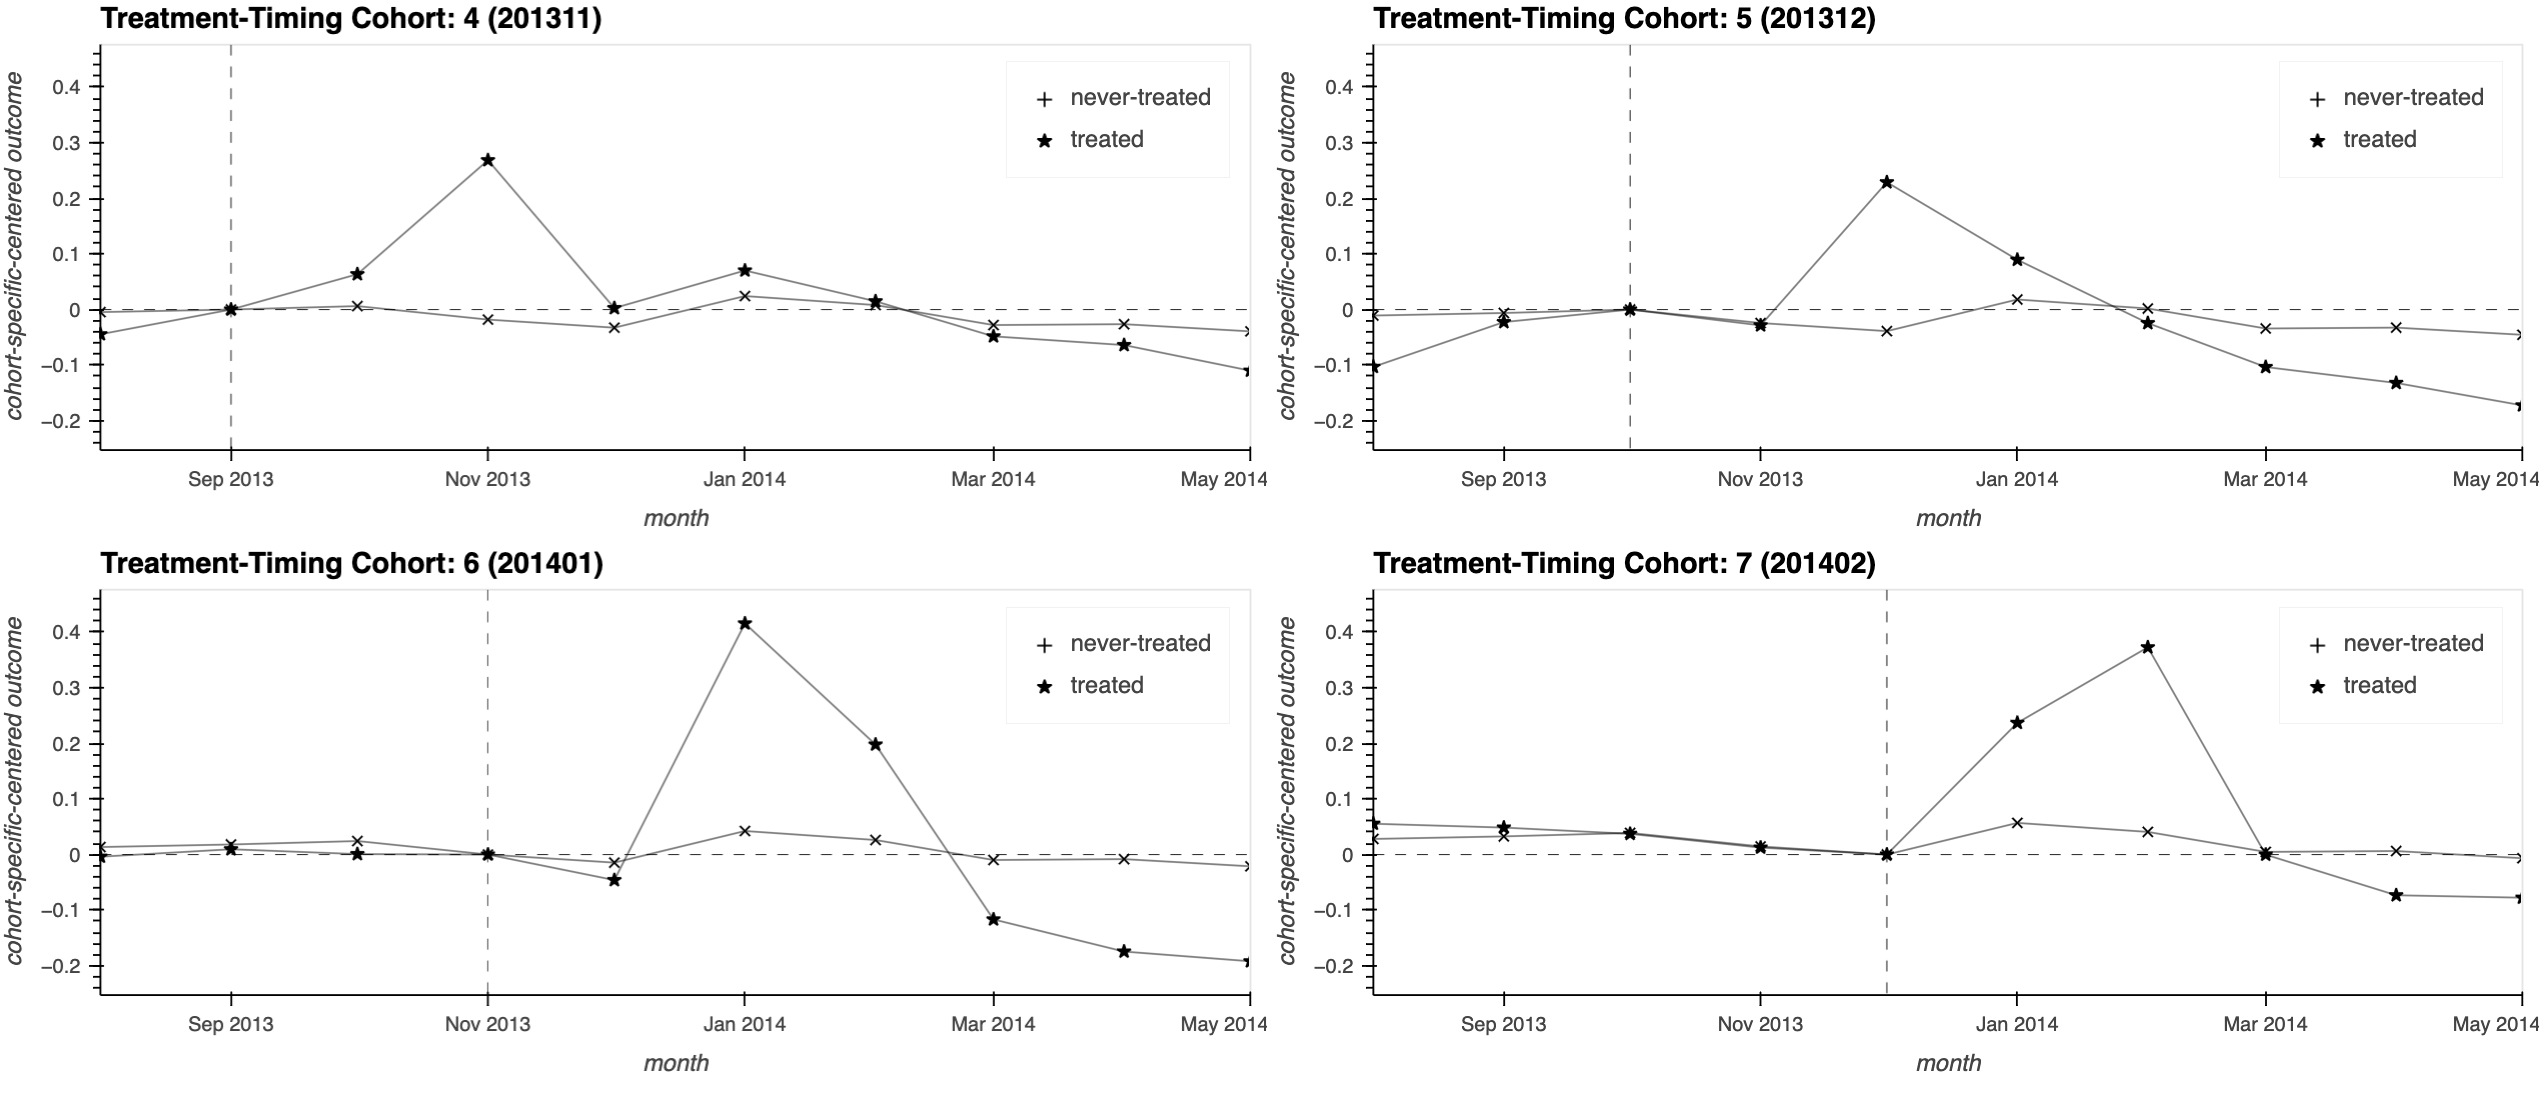 Treatment-Timing Cohort: 4 (201311)
cohort-specific-centered outcome
0.4
0.3
0.2
0.1
0
−0.1
−0.2
never-treated
treated
Sep 2013
Nov 2013
Jan 2014
Mar 2014
May 2014
month
Treatment-Timing Cohort: 5 (201312)
cohort-specific-centered outcome
0.4
0.3
0.2
0.1
0
−0.1
−0.2
never-treated
treated
Sep 2013
Nov 2013
Jan 2014
Mar 2014
May 2014
month
Treatment-Timing Cohort: 6 (201401)
cohort-specific-centered outcome
0.4
0.3
0.2
0.1
0
−0.1
−0.2
never-treated
treated
Sep 2013
Nov 2013
Jan 2014
Mar 2014
May 2014
month
Treatment-Timing Cohort: 7 (201402)
cohort-specific-centered outcome
0.4
0.3
0.2
0.1
0
−0.1
−0.2
never-treated
treated
Sep 2013
Nov 2013
Jan 2014
Mar 2014
May 2014
month